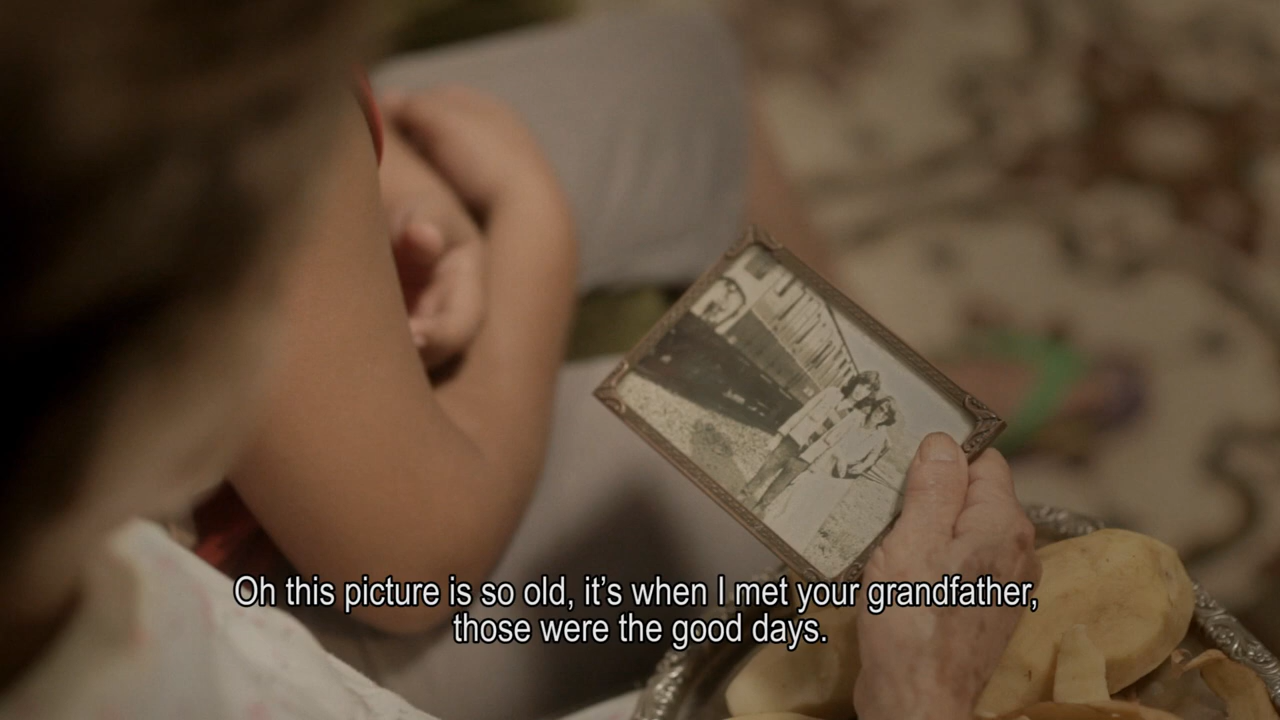 Oh this picture is so old, it’s when I met your grandfather,
those were the good days.